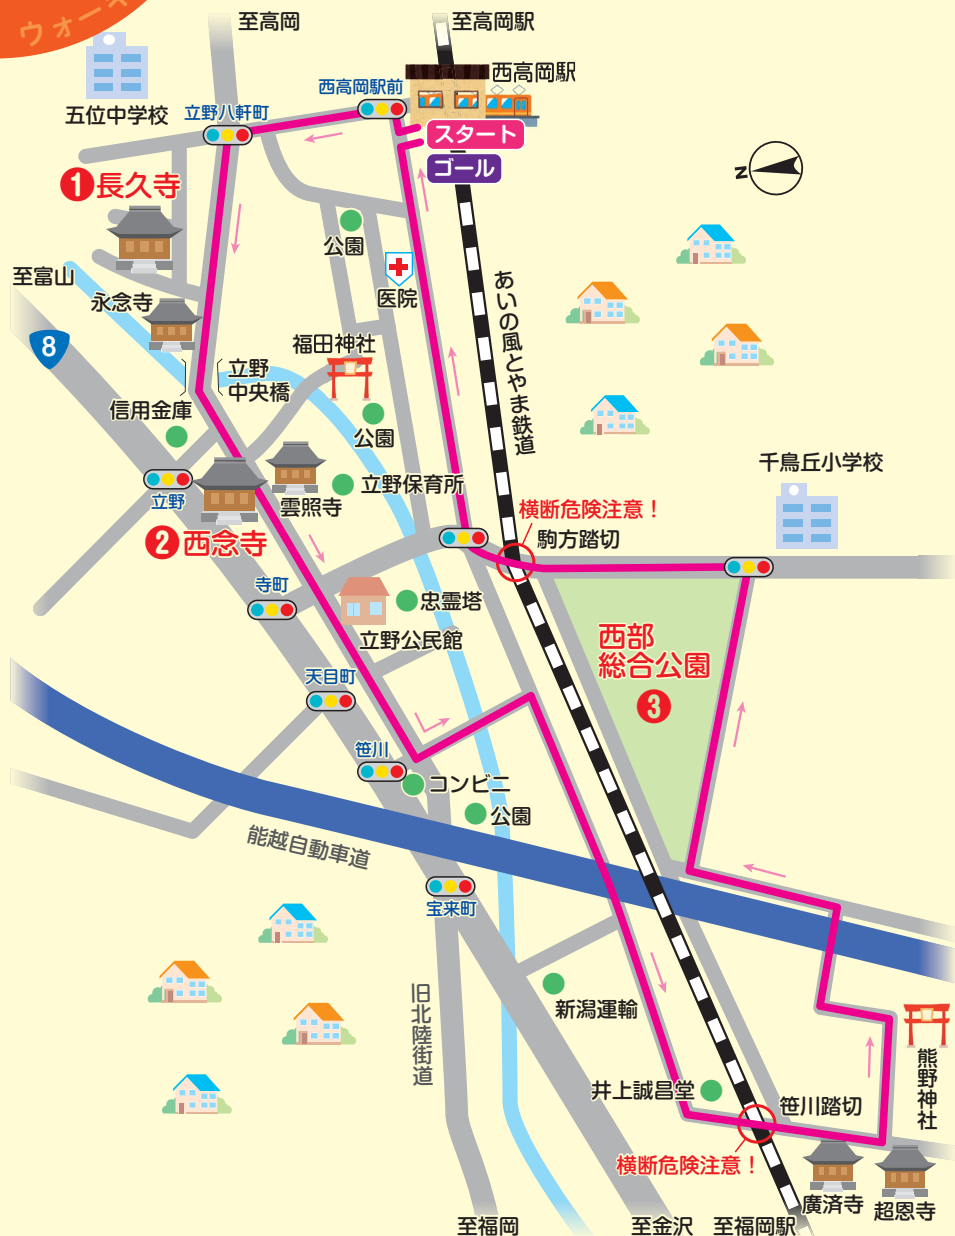 ウォーズ
至高岡
至高岡駅
西高岡駅
西高岡駅前
五位中学校
立野八軒町
スタート
ゴール
N
❶長久寺
公園
医院
至富山
永念寺
8
あいの風とやま鉄道
福田神社
立野
中央橋
信用金庫
公園
千鳥丘小学校
立野
雲照寺
立野保育所
横断危険注意！
駒方踏切
❷西念寺
寺町
忠霊塔
立野公民館
西部
総合公園
❸
天目町
笹川
コンビニ
公園
能越自動車道
宝来町
旧北陸街道
新潟運輸
井上誠昌堂
笹川踏切
熊野神社
横断危険注意！
廣済寺
超恩寺
至福岡
至金沢
至福岡駅